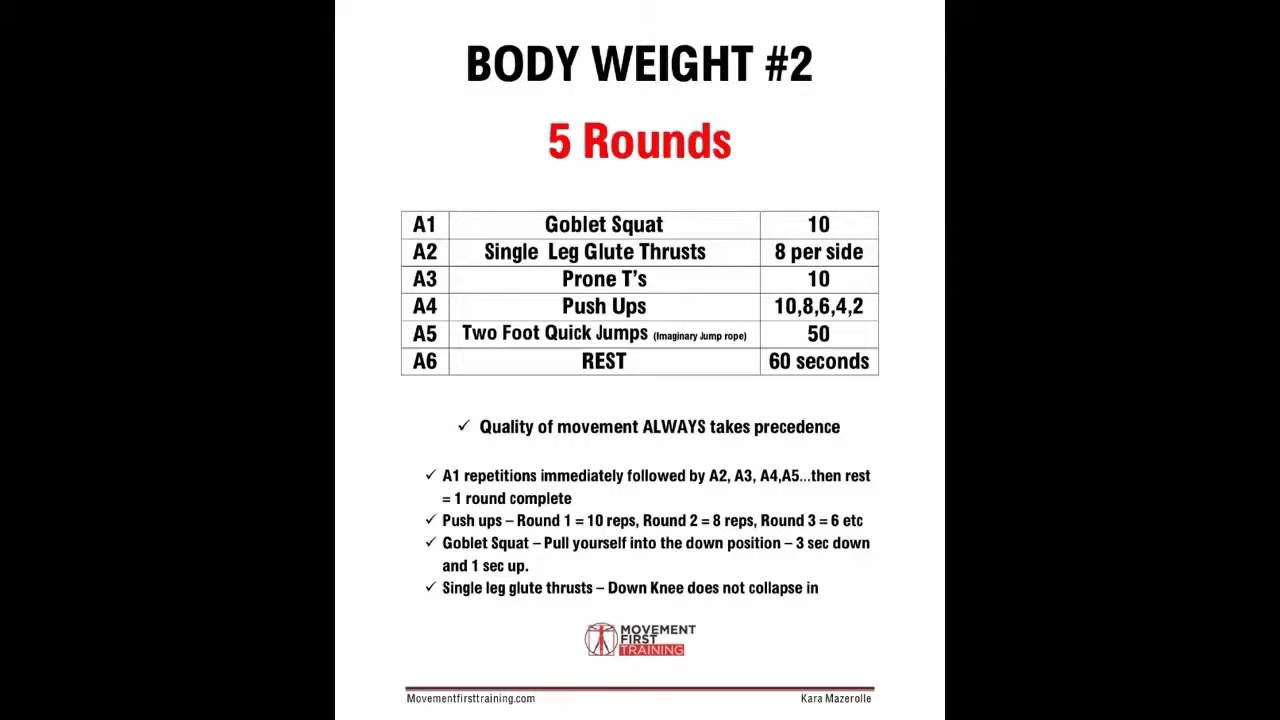 BODY WEIGHT #2
5 Rounds
A1 Goblet Squat 10
A2 Single Leg Glute Thrusts 8 per side
A3 Prone T's 10
A4 Push Ups 10,8,6,4,2
A5 Two Foot Quick Jumps (Imaginary Jump rope) 50
A6 REST 60 seconds
✓ Quality of movement ALWAYS takes precedence
✓ A1 repetitions immediately followed by A2, A3, A4,A5...then rest
= 1 round complete
✓ Push ups – Round 1 = 10 reps, Round 2 = 8 reps, Round 3 = 6 etc
✓ Goblet Squat – Pull yourself into the down position – 3 sec down
and 1 sec up.
✓ Single leg glute thrusts – Down Knee does not collapse in
MOVEMENT
FIRST
TRAINING
Movementfirsttraining.com Kara Mazerolle